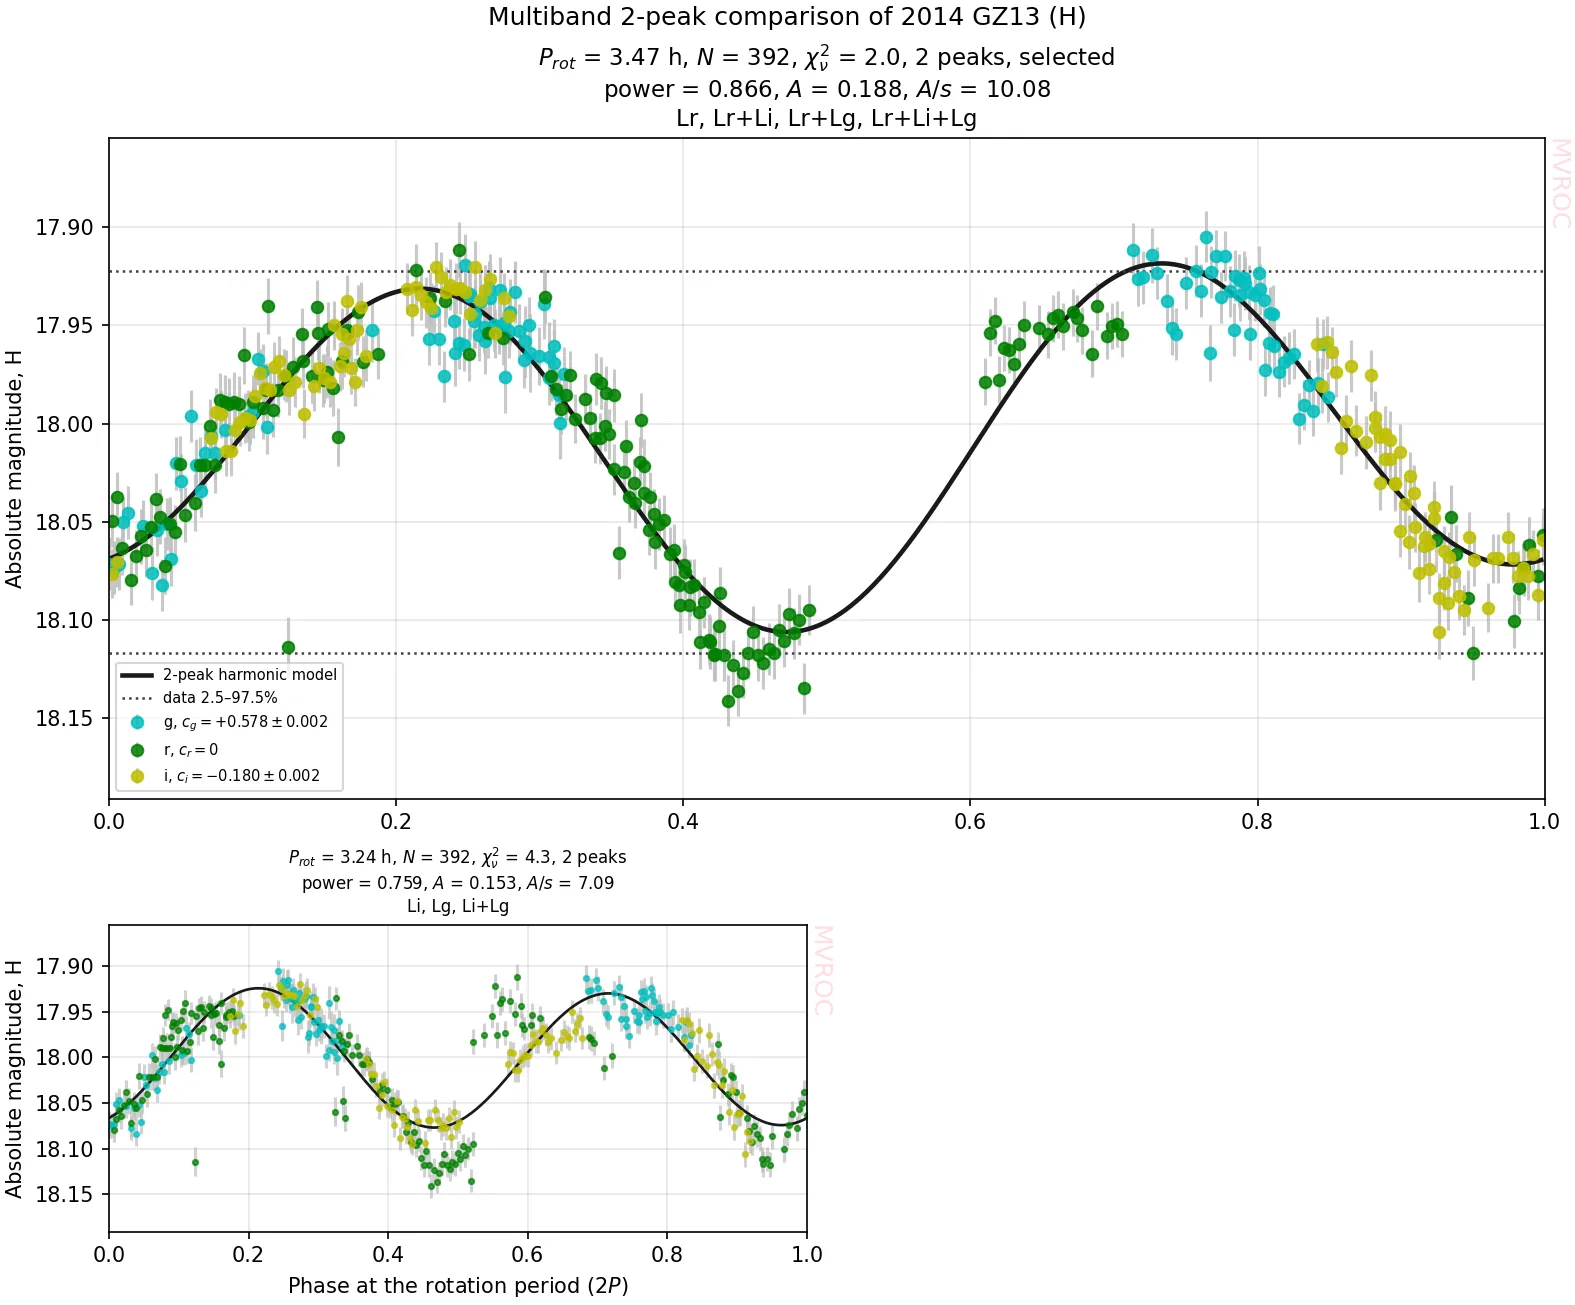 Multiband 2-peak comparison of 2014 GZ13 (H)
P_rot = 3.47 h, N = 392, χ²_ν = 2.0, 2 peaks, selected
power = 0.866, A = 0.188, A/s = 10.08
Lr, Lr+Li, Lr+Lg, Lr+Li+Lg
MVROC
Absolute magnitude, H
17.90
17.95
18.00
18.05
18.10
18.15
2-peak harmonic model
data 2.5–97.5%
g, c_g = +0.578 ± 0.002
r, c_r = 0
i, c_i = −0.180 ± 0.002
0.0 0.2 0.4 0.6 0.8 1.0
P_rot = 3.24 h, N = 392, χ²_ν = 4.3, 2 peaks
power = 0.759, A = 0.153, A/s = 7.09
Li, Lg, Li+Lg
MVROC
Absolute magnitude, H
17.90
17.95
18.00
18.05
18.10
18.15
0.0 0.2 0.4 0.6 0.8 1.0
Phase at the rotation period (2P)